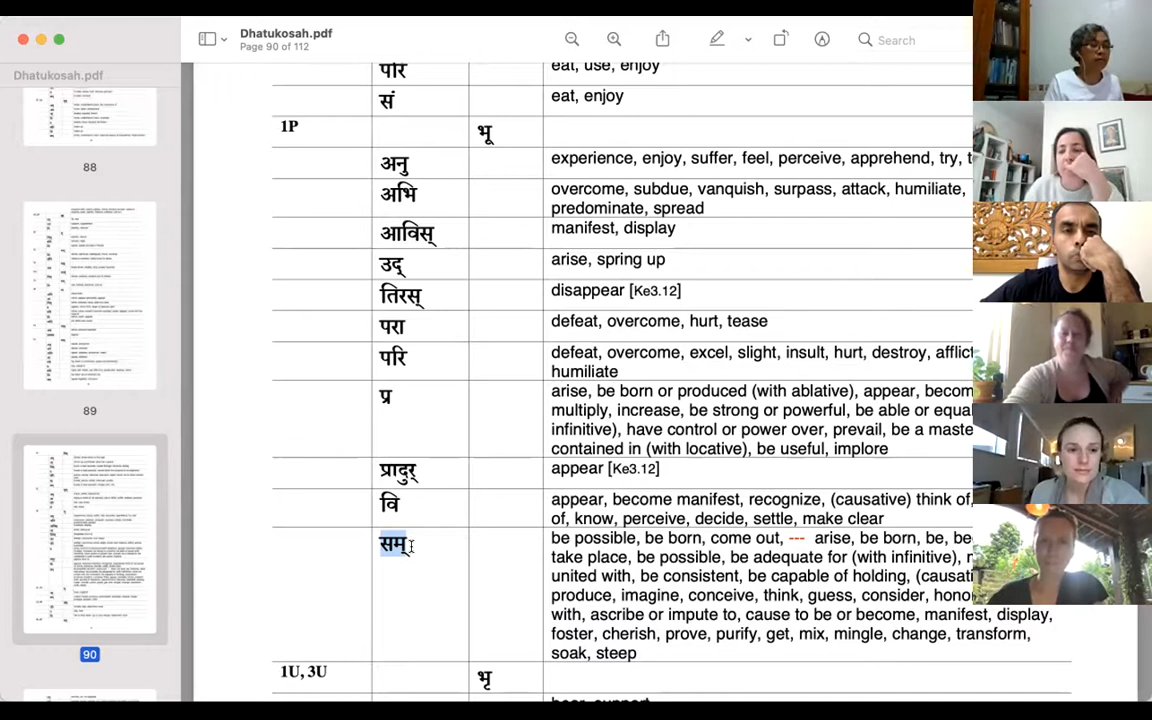 Dhatukosah.pdf
Page 90 of 112
Search
Dhatukosah.pdf
88
89
90
परि eat, use, enjoy
सं eat, enjoy
1P भू
अनु experience, enjoy, suffer, feel, perceive, apprehend, try,
अभि overcome, subdue, vanquish, surpass, attack, humiliate,
predominate, spread
आविस् manifest, display
उद् arise, spring up
तिरस् disappear [Ke3.12]
परा defeat, overcome, hurt, tease
परि defeat, overcome, excel, slight, insult, hurt, destroy, afflic
humiliate
प्र arise, be born or produced (with ablative), appear, becom
multiply, increase, be strong or powerful, be able or equa
infinitive), have control or power over, prevail, be a maste
contained in (with locative), be useful, implore
प्रादुर् appear [Ke3.12]
वि appear, become manifest, recognize, (causative) think of,
of, know, perceive, decide, settle, make clear
सम् be possible, be born, come out, --- arise, be born, be, be
take place, be possible, be adequate for (with infinitive),
united with, be consistent, be capable of holding, (causat
produce, imagine, conceive, think, guess, consider, hono
with, ascribe or impute to, cause to be or become, manifest, display,
foster, cherish, prove, purify, get, mix, mingle, change, transform,
soak, steep
1U, 3U भृ